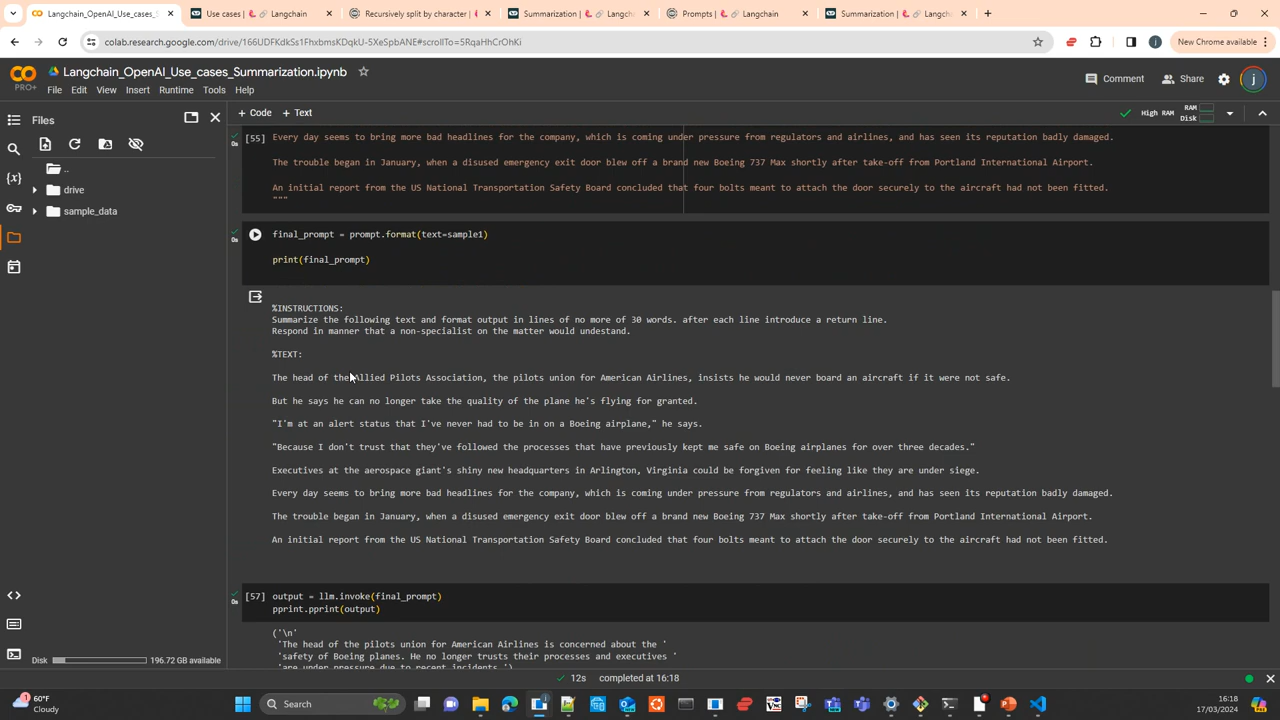 Langchain_OpenAI_Use_cases_S
Use cases | Langchain
Recursively split by character |
Summarization | Langcha
Prompts | Langchain
Summarization | Langcha
colab.research.google.com/drive/166UDFKdkSs1FhxbmsKDqkU-5XeSpbANE#scrollTo=5RqaHhCrOhKi
New Chrome available
Langchain_OpenAI_Use_cases_Summarization.ipynb
PRO+
File Edit View Insert Runtime Tools Help
Comment Share
Files
+ Code + Text
High RAM RAM Disk
..
drive
sample_data
[55] Every day seems to bring more bad headlines for the company, which is coming under pressure from regulators and airlines, and has seen its reputation badly damaged.
0s
The trouble began in January, when a disused emergency exit door blew off a brand new Boeing 737 Max shortly after take-off from Portland International Airport.
An initial report from the US National Transportation Safety Board concluded that four bolts meant to attach the door securely to the aircraft had not been fitted.
"""
0s
final_prompt = prompt.format(text=sample1)
print(final_prompt)
%INSTRUCTIONS:
Summarize the following text and format output in lines of no more of 30 words. after each line introduce a return line.
Respond in manner that a non-specialist on the matter would undestand.
%TEXT:
The head of the Allied Pilots Association, the pilots union for American Airlines, insists he would never board an aircraft if it were not safe.
But he says he can no longer take the quality of the plane he's flying for granted.
"I'm at an alert status that I've never had to be in on a Boeing airplane," he says.
"Because I don't trust that they've followed the processes that have previously kept me safe on Boeing airplanes for over three decades."
Executives at the aerospace giant's shiny new headquarters in Arlington, Virginia could be forgiven for feeling like they are under siege.
Every day seems to bring more bad headlines for the company, which is coming under pressure from regulators and airlines, and has seen its reputation badly damaged.
The trouble began in January, when a disused emergency exit door blew off a brand new Boeing 737 Max shortly after take-off from Portland International Airport.
An initial report from the US National Transportation Safety Board concluded that four bolts meant to attach the door securely to the aircraft had not been fitted.
[57] output = llm.invoke(final_prompt)
0s
pprint.pprint(output)
('\n'
'The head of the pilots union for American Airlines is concerned about the '
'safety of Boeing planes. He no longer trusts their processes and executives '
'are under pressure due to recent incidents.')
Disk 196.72 GB available
12s completed at 16:18
60°F
Cloudy
Search
16:18
17/03/2024